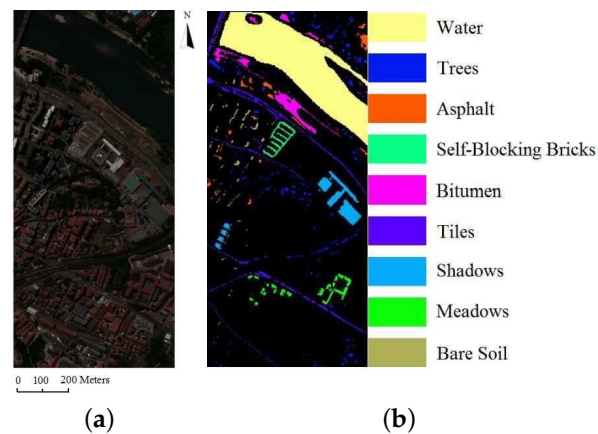 N
Water
Trees
Asphalt
Self-Blocking Bricks
Bitumen
Tiles
Shadows
Meadows
Bare Soil
0 100 200 Meters
(a)
(b)